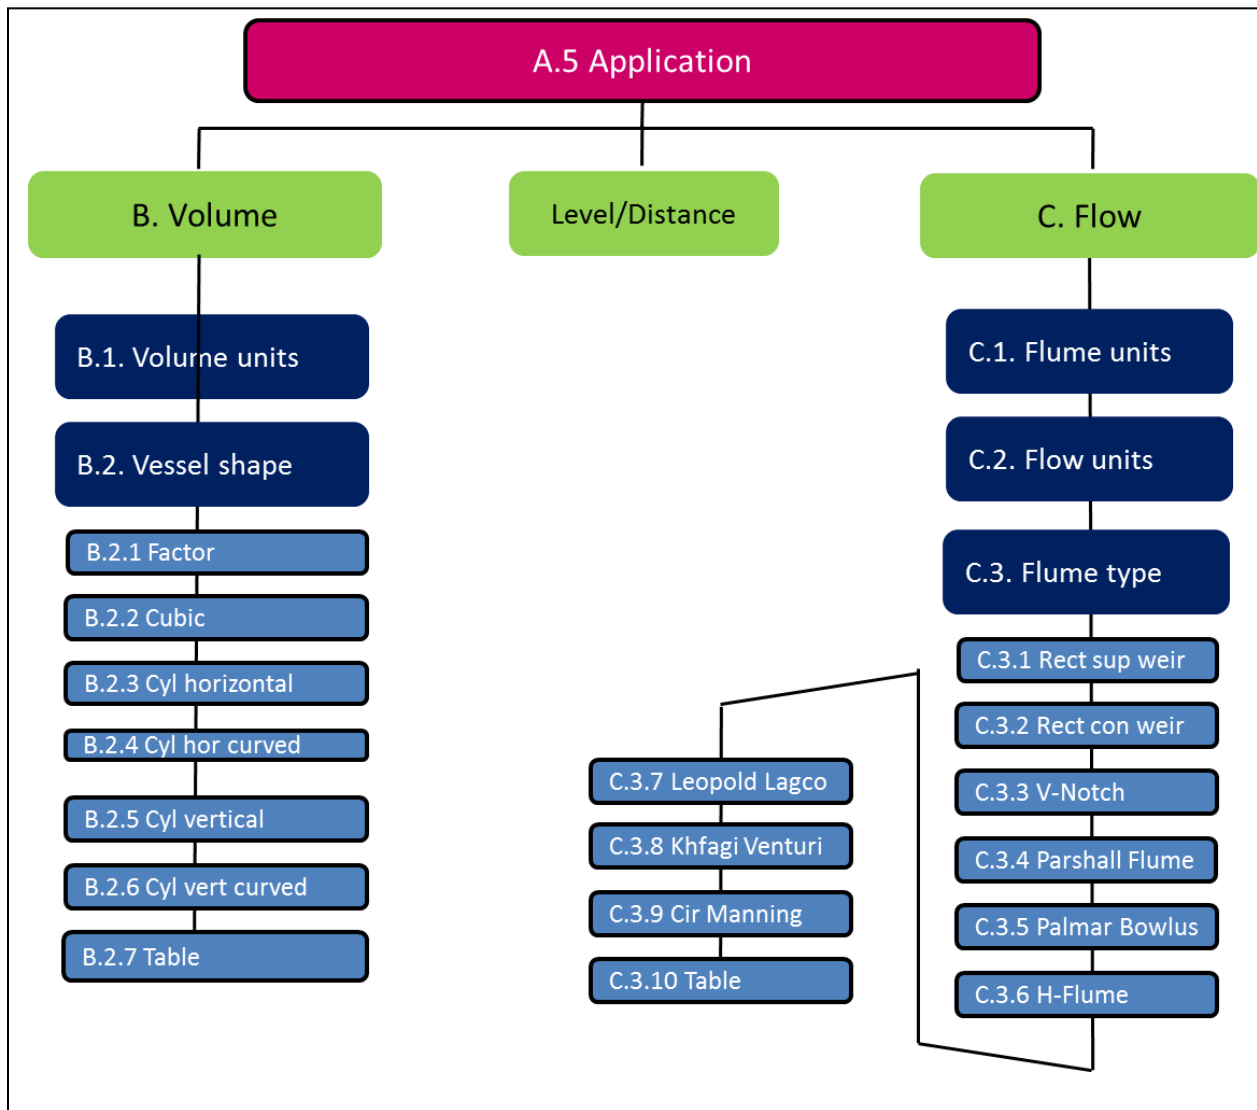 A.5 Application
B. Volume
Level/Distance
C. Flow
B.1. Volume units
B.2. Vessel shape
B.2.1 Factor
B.2.2 Cubic
B.2.3 Cyl horizontal
B.2.4 Cyl hor curved
B.2.5 Cyl vertical
B.2.6 Cyl vert curved
B.2.7 Table
C.1. Flume units
C.2. Flow units
C.3. Flume type
C.3.1 Rect sup weir
C.3.2 Rect con weir
C.3.3 V-Notch
C.3.4 Parshall Flume
C.3.5 Palmar Bowlus
C.3.6 H-Flume
C.3.7 Leopold Lagco
C.3.8 Khfagi Venturi
C.3.9 Cir Manning
C.3.10 Table